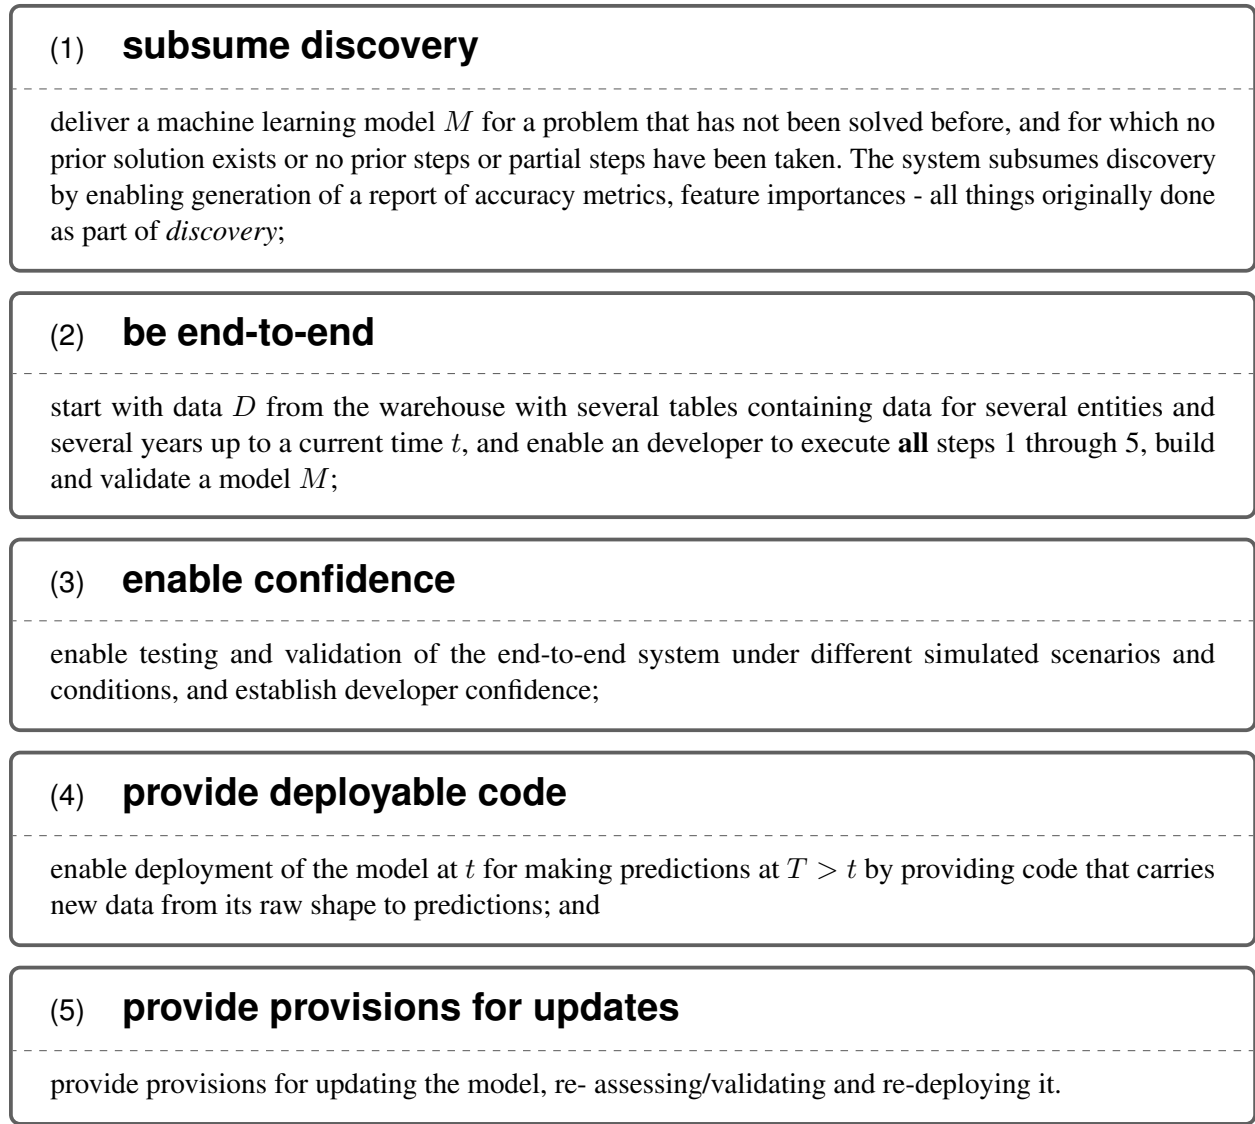 (1) subsume discovery
deliver a machine learning model M for a problem that has not been solved before, and for which no
prior solution exists or no prior steps or partial steps have been taken. The system subsumes discovery
by enabling generation of a report of accuracy metrics, feature importances - all things originally done
as part of discovery;
(2) be end-to-end
start with data D from the warehouse with several tables containing data for several entities and
several years up to a current time t, and enable an developer to execute all steps 1 through 5, build
and validate a model M;
(3) enable confidence
enable testing and validation of the end-to-end system under different simulated scenarios and
conditions, and establish developer confidence;
(4) provide deployable code
enable deployment of the model at t for making predictions at T > t by providing code that carries
new data from its raw shape to predictions; and
(5) provide provisions for updates
provide provisions for updating the model, re- assessing/validating and re-deploying it.